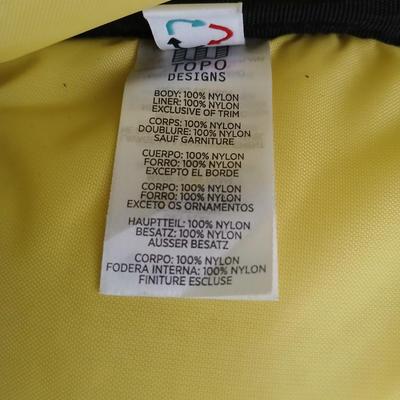 TOPO
DESIGNS
BODY: 100% NYLON
LINER: 100% NYLON
EXCLUSIVE OF TRIM
CORPS: 100% NYLON
DOUBLURE: 100% NYLON
SAUF GARNITURE
CUERPO: 100% NYLON
FORRO: 100% NYLON
EXCEPTO EL BORDE
CORPO: 100% NYLON
FORRO: 100% NYLON
EXCETO OS ORNAMENTOS
HAUPTTEIL: 100% NYLON
BESATZ: 100% NYLON
AUSSER BESATZ
CORPO: 100% NYLON
FODERA INTERNA: 100% NYLON
FINITURE ESCLUSE